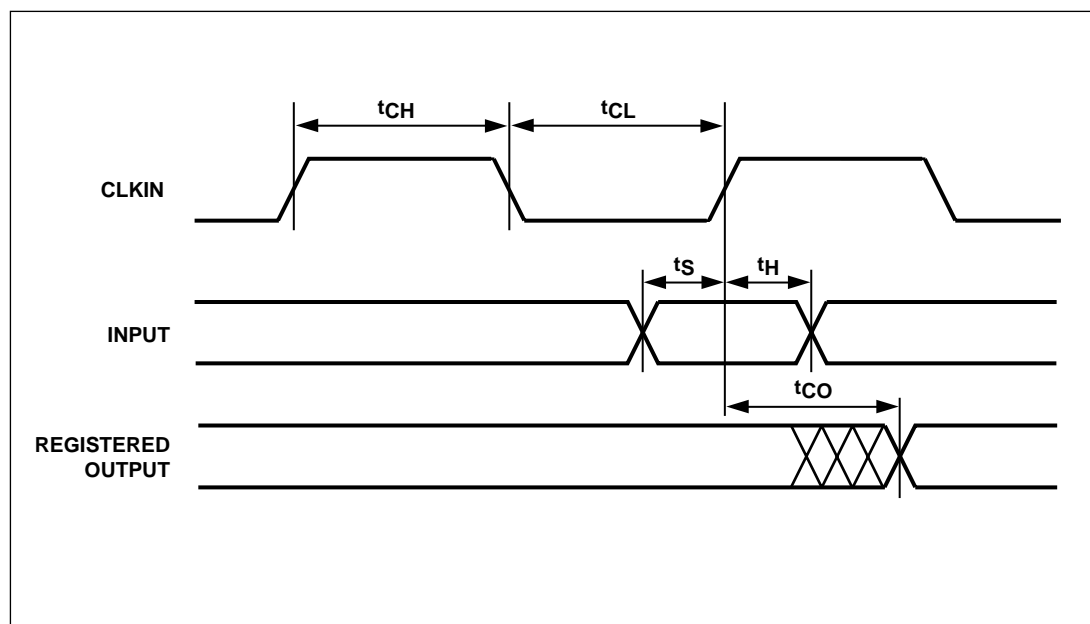 tCH
tCL
CLKIN
tS
tH
INPUT
tCO
REGISTERED
OUTPUT